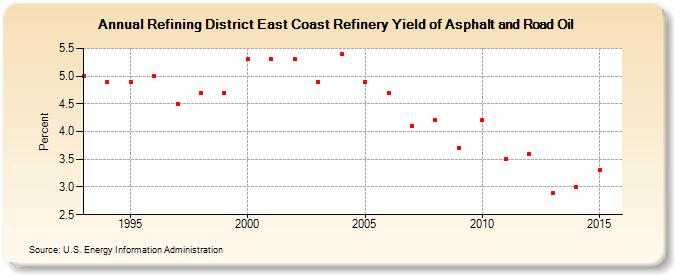 Annual Refining District East Coast Refinery Yield of Asphalt and Road Oil
Percent
5.5
5.0
4.5
4.0
3.5
3.0
2.5
1995 2000 2005 2010 2015
Source: U.S. Energy Information Administration